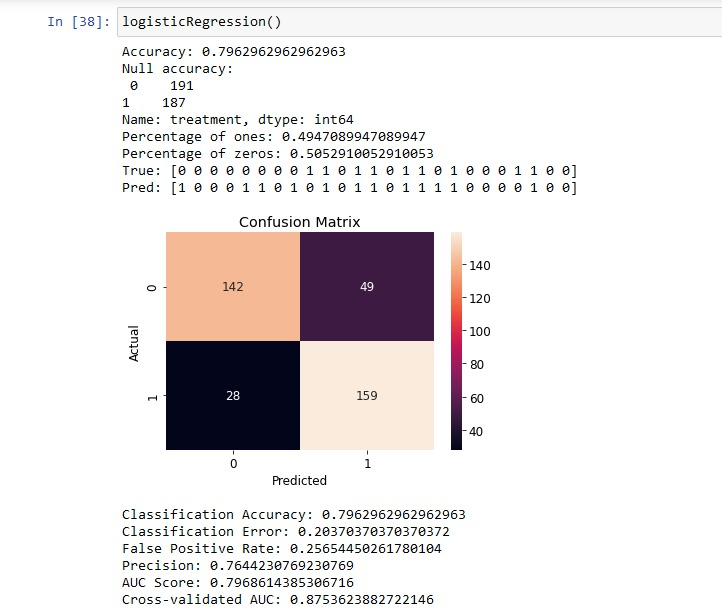 In [38]: logisticRegression()
Accuracy: 0.7962962962962963
Null accuracy:
0 191
1 187
Name: treatment, dtype: int64
Percentage of ones: 0.4947089947089947
Percentage of zeros: 0.5052910052910053
True: [0 0 0 0 0 0 0 0 1 1 0 1 1 0 1 1 0 1 0 0 0 1 1 0 0]
Pred: [1 0 0 0 1 1 0 1 0 1 0 1 1 0 1 1 1 1 0 0 0 0 1 0 0]
Confusion Matrix
0
142
49
1
28
159
Actual
0
1
Predicted
140
120
100
80
60
40
Classification Accuracy: 0.7962962962962963
Classification Error: 0.20370370370370372
False Positive Rate: 0.25654450261780104
Precision: 0.7644230769230769
AUC Score: 0.7968614385306716
Cross-validated AUC: 0.8753623882722146